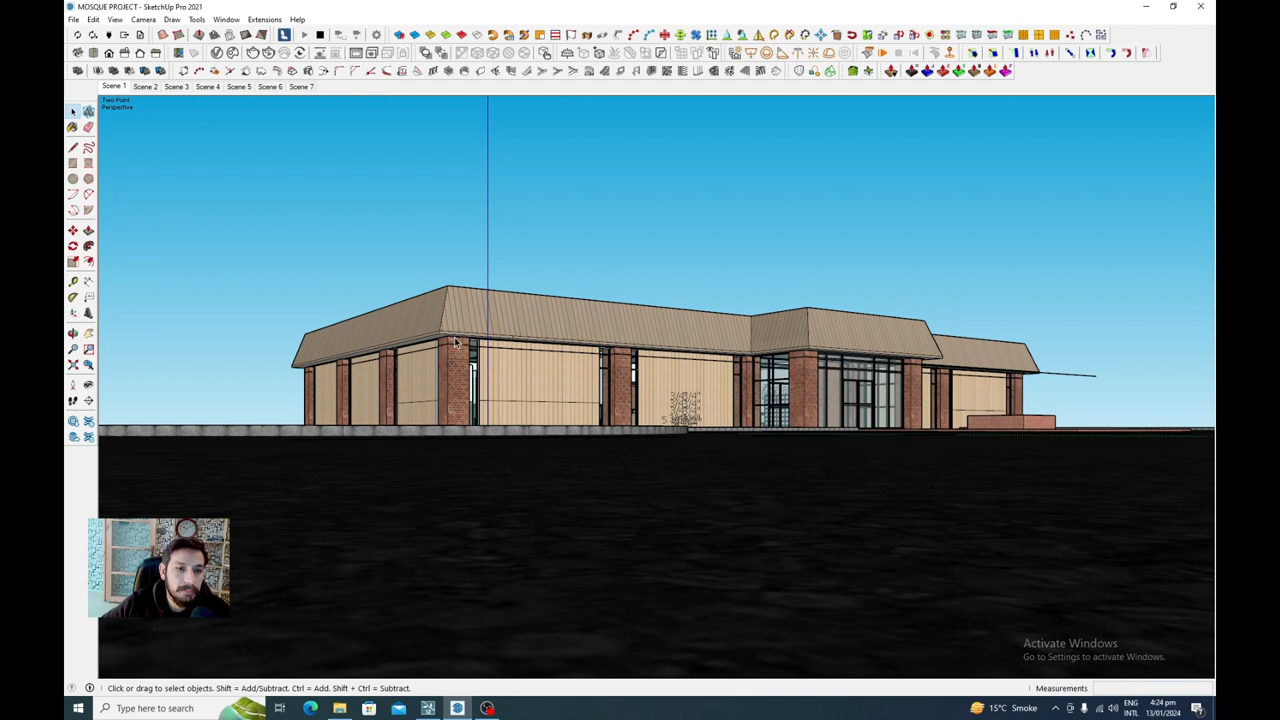 MOSQUE PROJECT - SketchUp Pro 2021
File Edit View Camera Draw Tools Window Extensions Help
Scene 1 Scene 2 Scene 3 Scene 4 Scene 5 Scene 6 Scene 7
Two Point
Perspective
Activate Windows
Go to Settings to activate Windows.
Click or drag to select objects. Shift = Add/Subtract. Ctrl = Add. Shift + Ctrl = Subtract.
Measurements
Type here to search
15°C Smoke
ENG
INTL
4:24 pm
13/01/2024